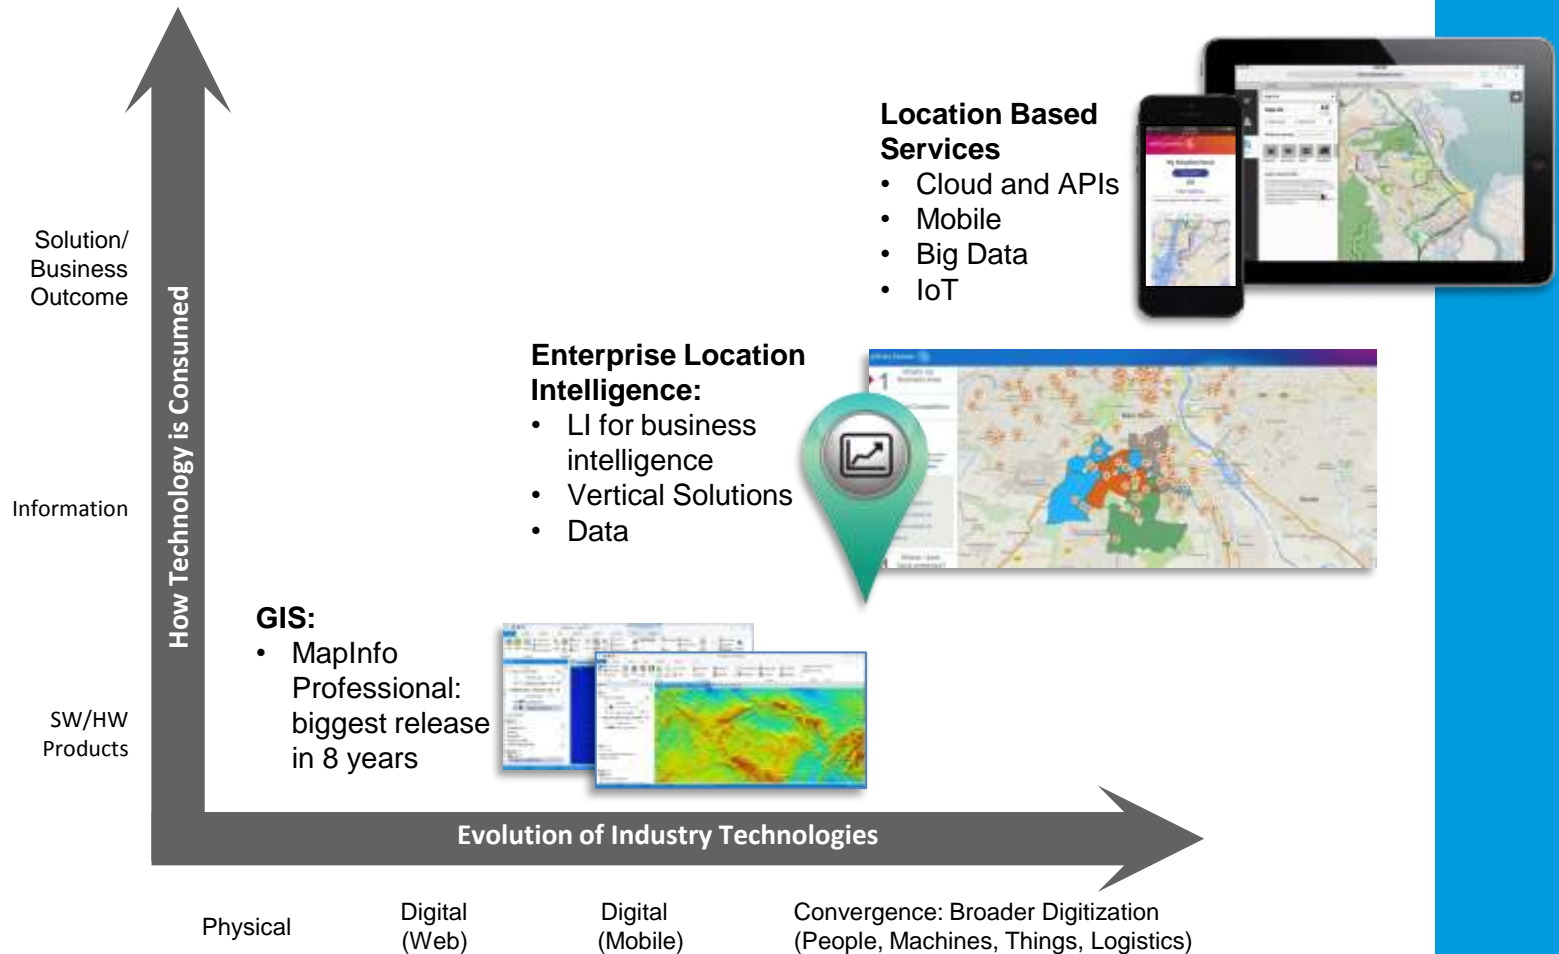 Location Based
Services
• Cloud and APIs
• Mobile
• Big Data
• IoT
Solution/
Business
Outcome
How Technology is Consumed
Enterprise Location
Intelligence:
• LI for business
intelligence
• Vertical Solutions
• Data
Information
GIS:
• MapInfo
Professional:
biggest release
in 8 years
SW/HW
Products
Evolution of Industry Technologies
Physical
Digital
(Web)
Digital
(Mobile)
Convergence: Broader Digitization
(People, Machines, Things, Logistics)